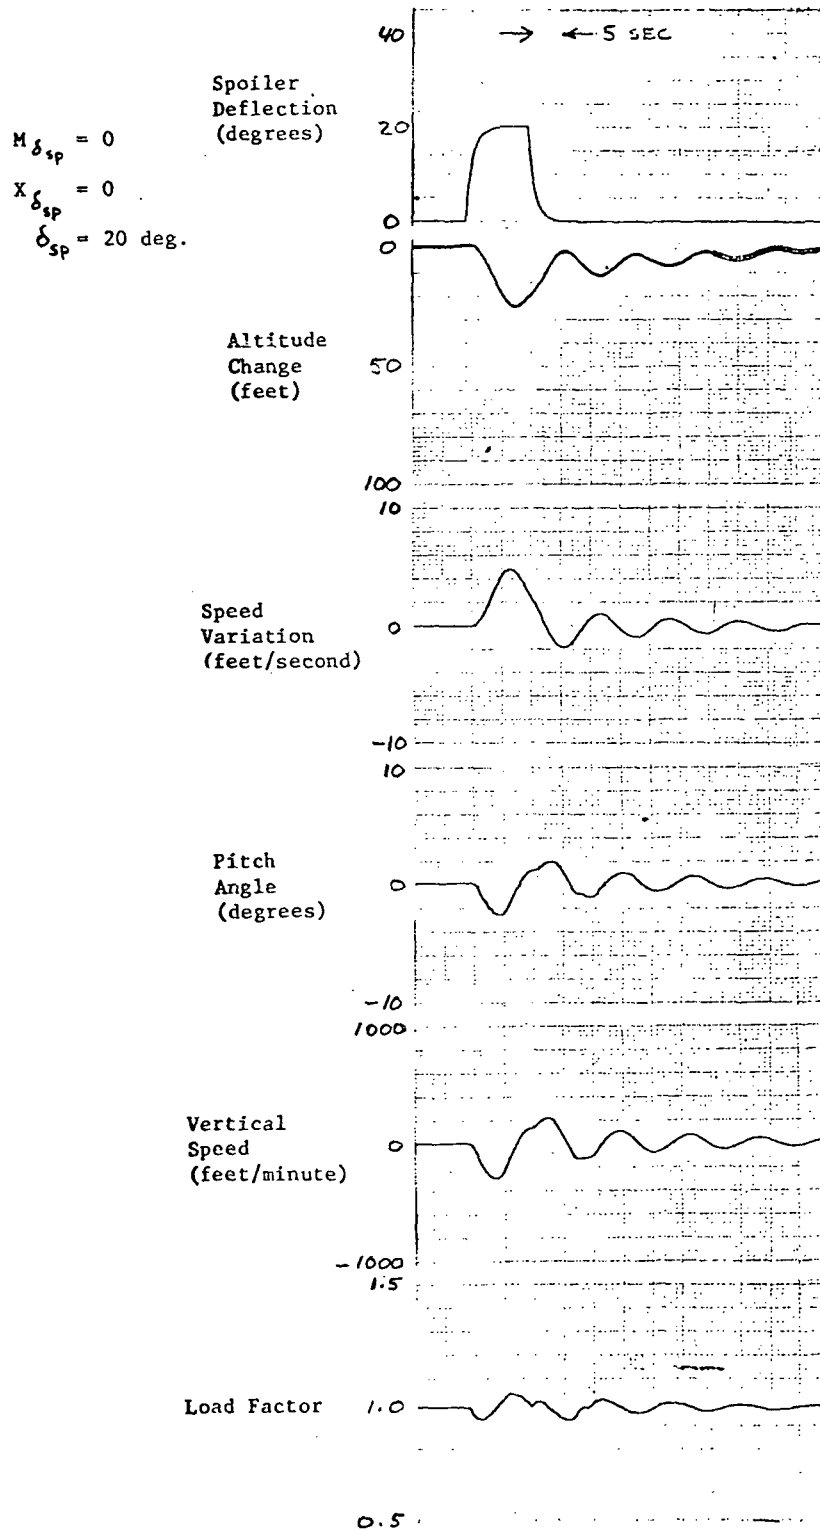 40
→ ← 5 SEC
Spoiler
Deflection
(degrees)
20
0
M δsp = 0
X δsp = 0
δsp = 20 deg.
0
Altitude
Change
(feet)
50
100
10
Speed
Variation
(feet/second)
0
-10
10
Pitch
Angle
(degrees)
0
-10
1000
Vertical
Speed
(feet/minute)
0
-1000
1.5
Load Factor
1.0
0.5